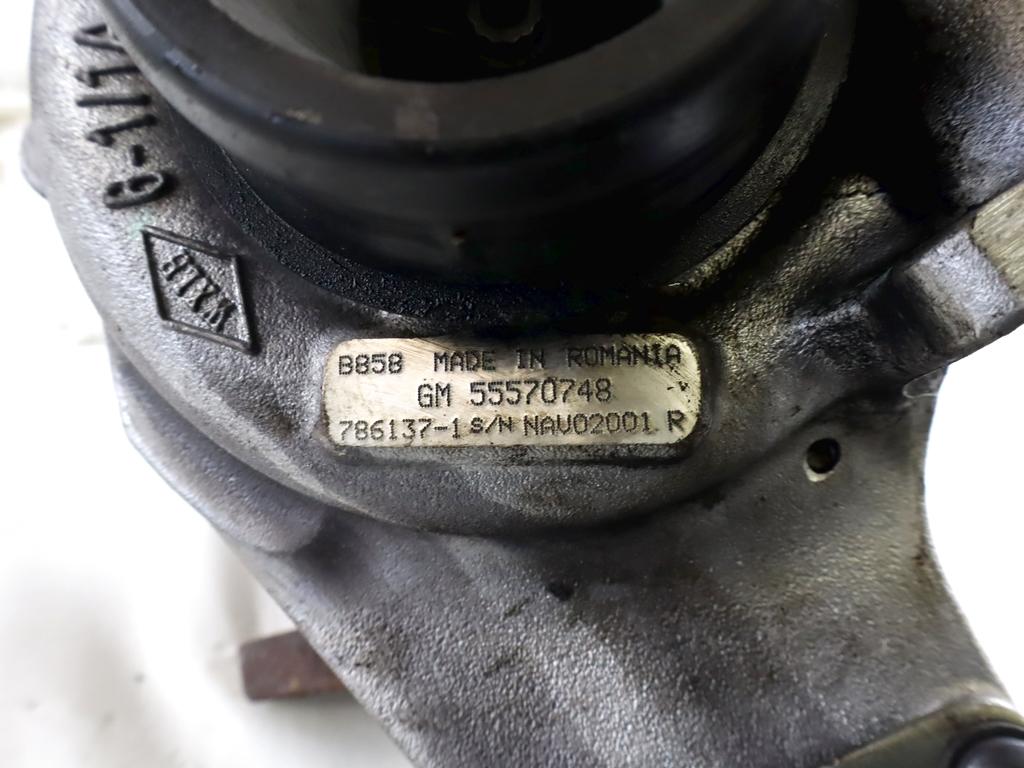 B858 MADE IN ROMANIA
GM 55570748
786137-1 S/N NAV02001 R